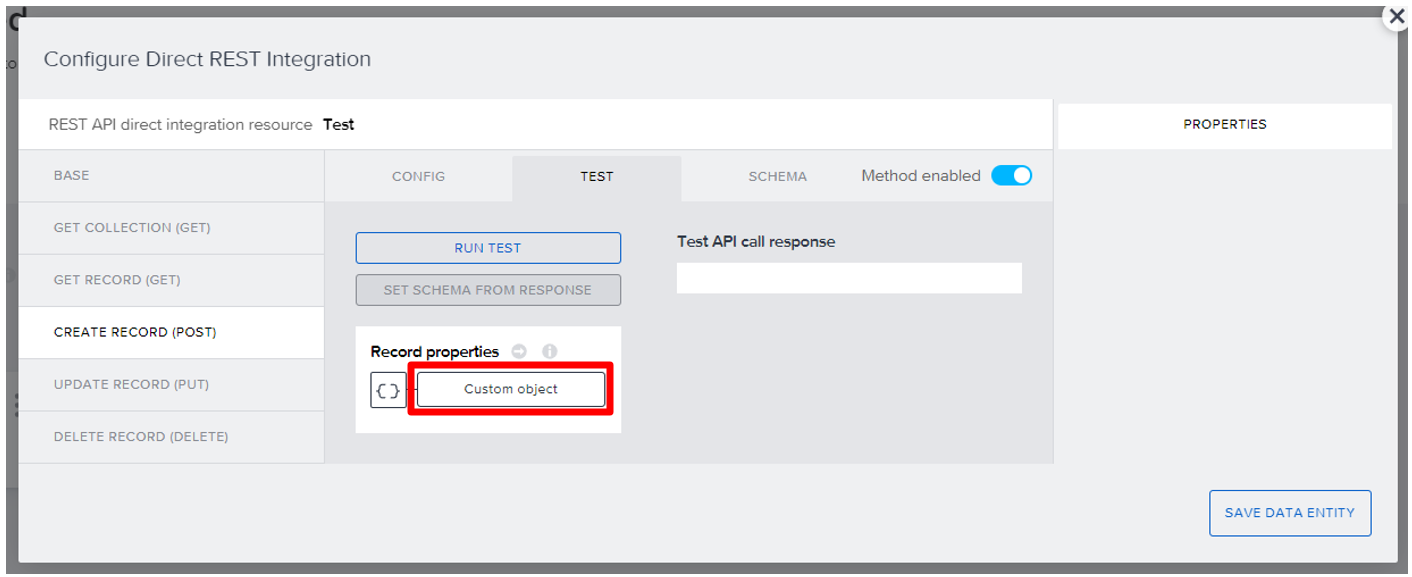 ed
to
Configure Direct REST Integration
REST API direct integration resource Test
PROPERTIES
BASE
CONFIG
TEST
SCHEMA
Method enabled
GET COLLECTION (GET)
GET RECORD (GET)
CREATE RECORD (POST)
UPDATE RECORD (PUT)
DELETE RECORD (DELETE)
RUN TEST
SET SCHEMA FROM RESPONSE
Record properties
{}
Custom object
Test API call response
SAVE DATA ENTITY